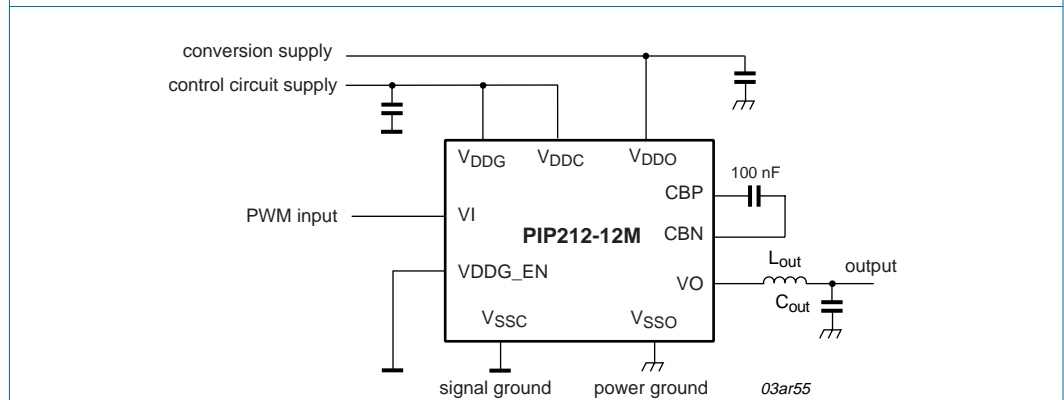 conversion supply
control circuit supply
VDDG
VDDC
VDDO
100 nF
CBP
PWM input
VI
PIP212-12M
CBN
Lout
output
VDDG_EN
VO
Cout
VSSC
VSSO
signal ground
power ground
03ar55